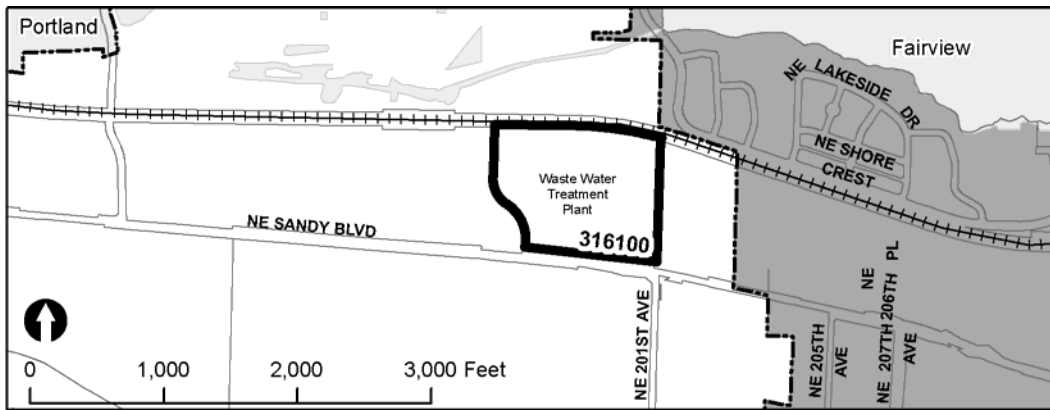 Portland
Fairview
NE LAKESIDE DR
NE SHORE
CREST
Waste Water
Treatment
Plant
316100
NE SANDY BLVD
NE 201ST AVE
NE 205TH
AVE
NE 206TH PL
NE 207TH
AVE
0 1,000 2,000 3,000 Feet